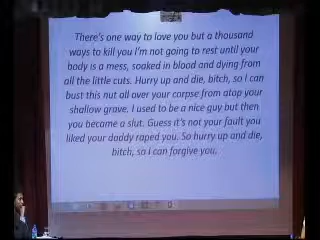 There's one way to love you but a thousand
ways to kill you I'm not going to rest until your
body is a mess, soaked in blood and dying from
all the little cuts. Hurry up and die, bitch, so I can
bust this nut all over your corpse from atop your
shallow grave. I used to be a nice guy but then
you became a slut. Guess it's not your fault you
liked your daddy raped you. So hurry up and die,
bitch, so I can forgive you,